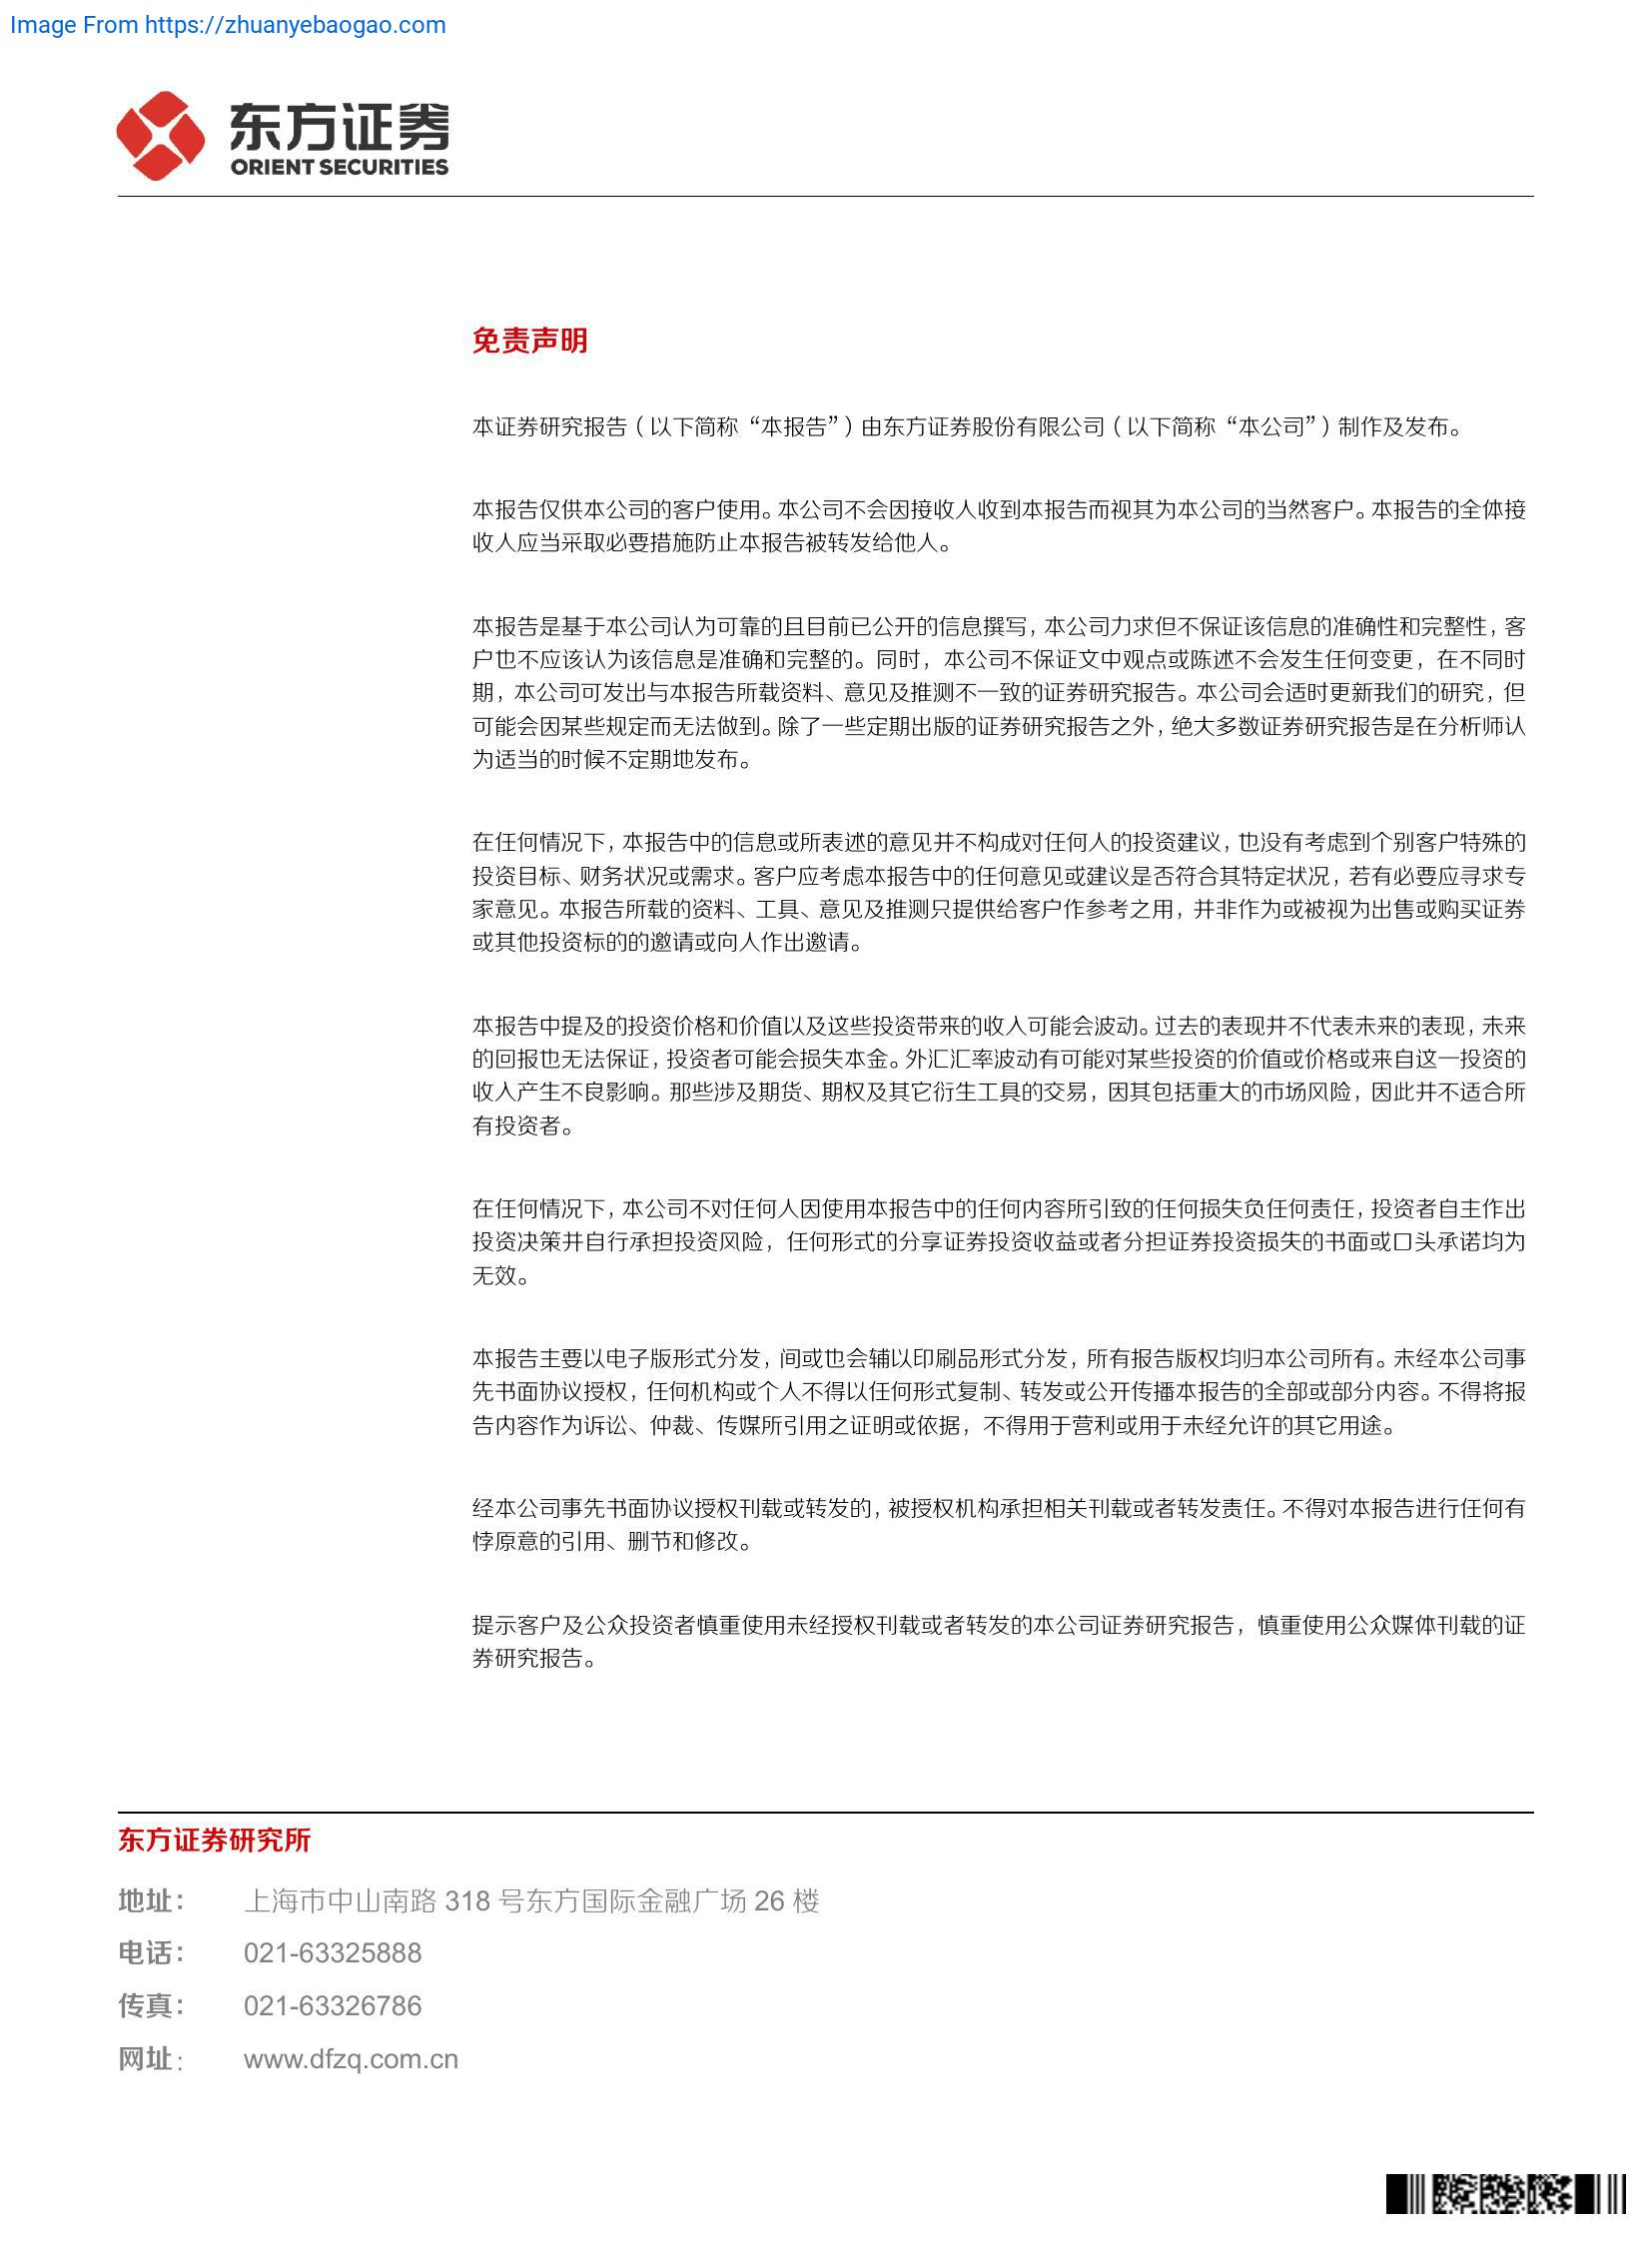 Image From https://zhuanyebaogao.com
东方证券
ORIENT SECURITIES
免责声明
本证券研究报告（以下简称“本报告”）由东方证券股份有限公司（以下简称“本公司”）制作及发布。
本报告仅供本公司的客户使用。本公司不会因接收人收到本报告而视其为本公司的当然客户。本报告的全体接
收人应当采取必要措施防止本报告被转发给他人。
本报告是基于本公司认为可靠的且目前已公开的信息撰写，本公司力求但不保证该信息的准确性和完整性，客
户也不应该认为该信息是准确和完整的。同时，本公司不保证文中观点或陈述不会发生任何变更，在不同时
期，本公司可发出与本报告所载资料、意见及推测不一致的证券研究报告。本公司会适时更新我们的研究，但
可能会因某些规定而无法做到。除了一些定期出版的证券研究报告之外，绝大多数证券研究报告是在分析师认
为适当的时候不定期地发布。
在任何情况下，本报告中的信息或所表述的意见并不构成对任何人的投资建议，也没有考虑到个别客户特殊的
投资目标、财务状况或需求。客户应考虑本报告中的任何意见或建议是否符合其特定状况，若有必要应寻求专
家意见。本报告所载的资料、工具、意见及推测只提供给客户作参考之用，并非作为或被视为出售或购买证券
或其他投资标的的邀请或向人作出邀请。
本报告中提及的投资价格和价值以及这些投资带来的收入可能会波动。过去的表现并不代表未来的表现，未来
的回报也无法保证，投资者可能会损失本金。外汇汇率波动有可能对某些投资的价值或价格或来自这一投资的
收入产生不良影响。那些涉及期货、期权及其它衍生工具的交易，因其包括重大的市场风险，因此并不适合所
有投资者。
在任何情况下，本公司不对任何人因使用本报告中的任何内容所引致的任何损失负任何责任，投资者自主作出
投资决策并自行承担投资风险，任何形式的分享证券投资收益或者分担证券投资损失的书面或口头承诺均为
无效。
本报告主要以电子版形式分发，间或也会辅以印刷品形式分发，所有报告版权均归本公司所有。未经本公司事
先书面协议授权，任何机构或个人不得以任何形式复制、转发或公开传播本报告的全部或部分内容。不得将报
告内容作为诉讼、仲裁、传媒所引用之证明或依据，不得用于营利或用于未经允许的其它用途。
经本公司事先书面协议授权刊载或转发的，被授权机构承担相关刊载或者转发责任。不得对本报告进行任何有
悖原意的引用、删节和修改。
提示客户及公众投资者慎重使用未经授权刊载或者转发的本公司证券研究报告，慎重使用公众媒体刊载的证
券研究报告。
东方证券研究所
地址： 上海市中山南路 318 号东方国际金融广场 26 楼
电话： 021-63325888
传真： 021-63326786
网址： www.dfzq.com.cn